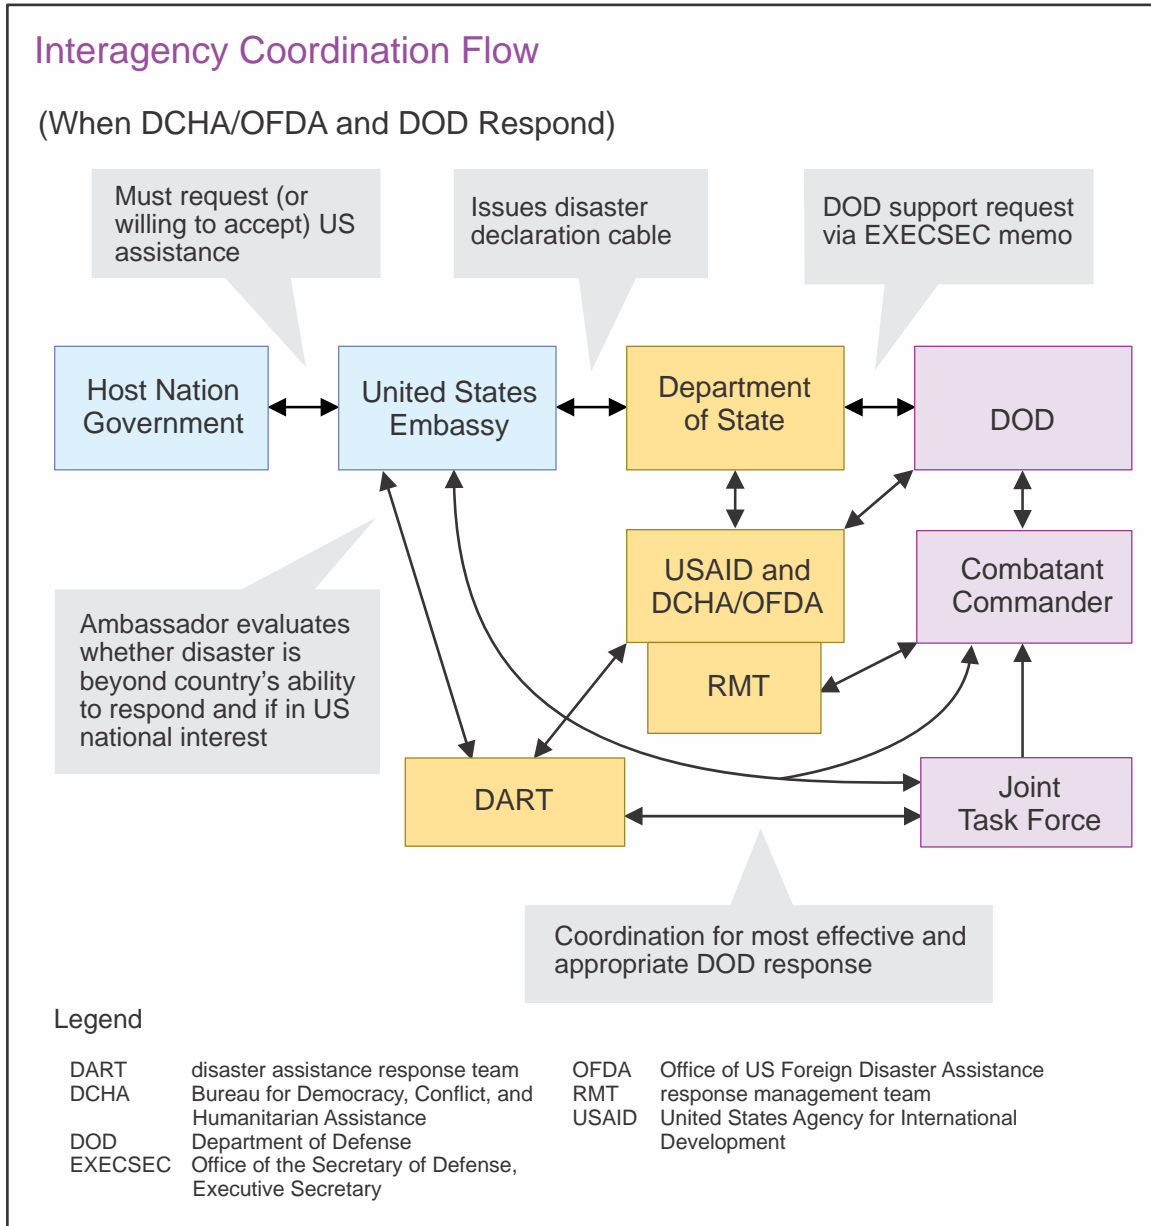 Interagency Coordination Flow
(When DCHA/OFDA and DOD Respond)
Must request (or
willing to accept) US
assistance
Issues disaster
declaration cable
DOD support request
via EXECSEC memo
Host Nation
Government
United States
Embassy
Department
of State
DOD
USAID and
DCHA/OFDA
Combatant
Commander
Ambassador evaluates
whether disaster is
beyond country’s ability
to respond and if in US
national interest
RMT
DART
Joint
Task Force
Coordination for most effective and
appropriate DOD response
Legend
DART disaster assistance response team
DCHA Bureau for Democracy, Conflict, and
Humanitarian Assistance
DOD Department of Defense
EXECSEC Office of the Secretary of Defense,
Executive Secretary
OFDA Office of US Foreign Disaster Assistance
RMT response management team
USAID United States Agency for International
Development